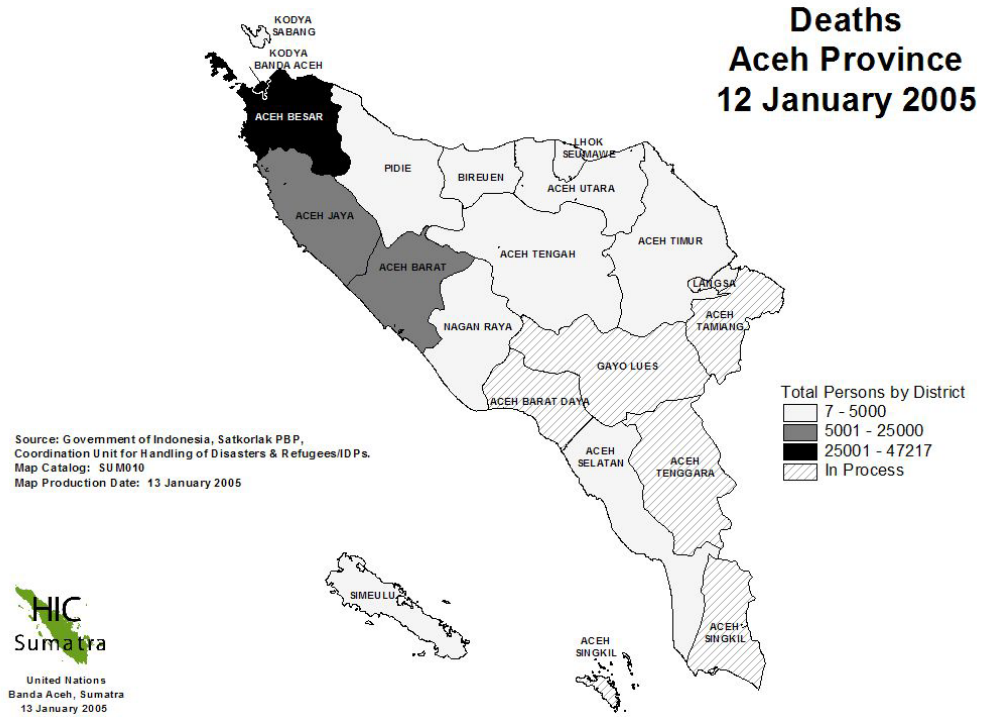 Deaths
Aceh Province
12 January 2005
KODYA
SABANG
KODYA
BANDA ACEH
ACEH BESAR
PIDIE
BIREUEN
LHOK
SEUMAWE
ACEH UTARA
ACEH JAYA
ACEH BARAT
ACEH TENGAH
ACEH TIMUR
LANGSA
ACEH
TAMIANG
NAGAN RAYA
GAYO LUES
ACEH BARAT DAYA
ACEH
SELATAN
ACEH
TENGGARA
Total Persons by District
7 - 5000
5001 - 25000
25001 - 47217
In Process
Source: Government of Indonesia, Satkorlak PBP,
Coordination Unit for Handling of Disasters & Refugees/IDPs.
Map Catalog: SUM010
Map Production Date: 13 January 2005
SIMEULU
ACEH
SINGKIL
ACEH
SINGKIL
HIC
Sumatra
United Nations
Banda Aceh, Sumatra
13 January 2005